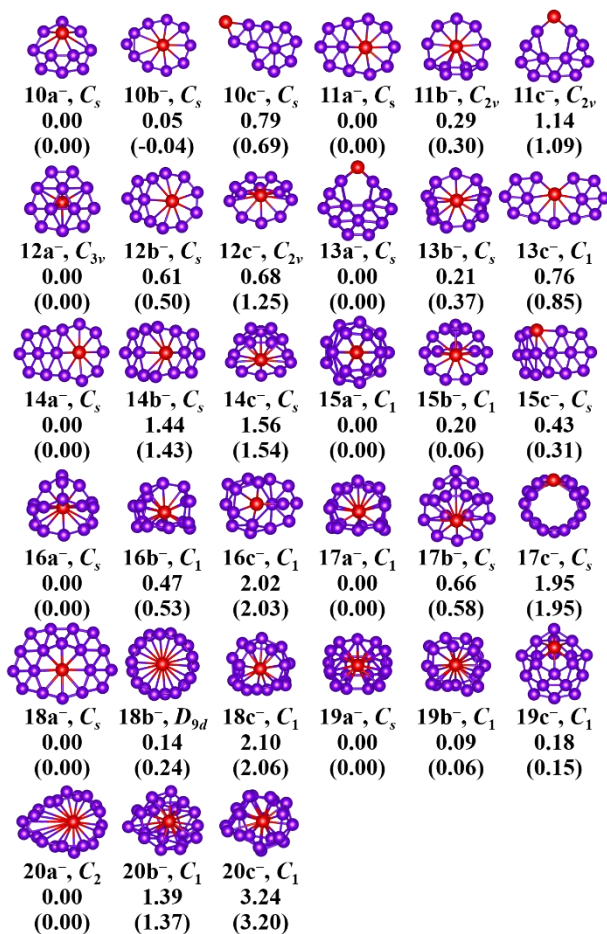 10a⁻, Cs 10b⁻, Cs 10c⁻, Cs 11a⁻, Cs 11b⁻, C2v 11c⁻, C2v
0.00 0.05 0.79 0.00 0.29 1.14
(0.00) (-0.04) (0.69) (0.00) (0.30) (1.09)
12a⁻, C3v 12b⁻, Cs 12c⁻, C2v 13a⁻, Cs 13b⁻, Cs 13c⁻, C1
0.00 0.61 0.68 0.00 0.21 0.76
(0.00) (0.50) (1.25) (0.00) (0.37) (0.85)
14a⁻, Cs 14b⁻, Cs 14c⁻, Cs 15a⁻, C1 15b⁻, C1 15c⁻, Cs
0.00 1.44 1.56 0.00 0.20 0.43
(0.00) (1.43) (1.54) (0.00) (0.06) (0.31)
16a⁻, Cs 16b⁻, C1 16c⁻, C1 17a⁻, C1 17b⁻, Cs 17c⁻, Cs
0.00 0.47 2.02 0.00 0.66 1.95
(0.00) (0.53) (2.03) (0.00) (0.58) (1.95)
18a⁻, Cs 18b⁻, D9d 18c⁻, C1 19a⁻, Cs 19b⁻, C1 19c⁻, C1
0.00 0.14 2.10 0.00 0.09 0.18
(0.00) (0.24) (2.06) (0.00) (0.06) (0.15)
20a⁻, C2 20b⁻, C1 20c⁻, C1
0.00 1.39 3.24
(0.00) (1.37) (3.20)